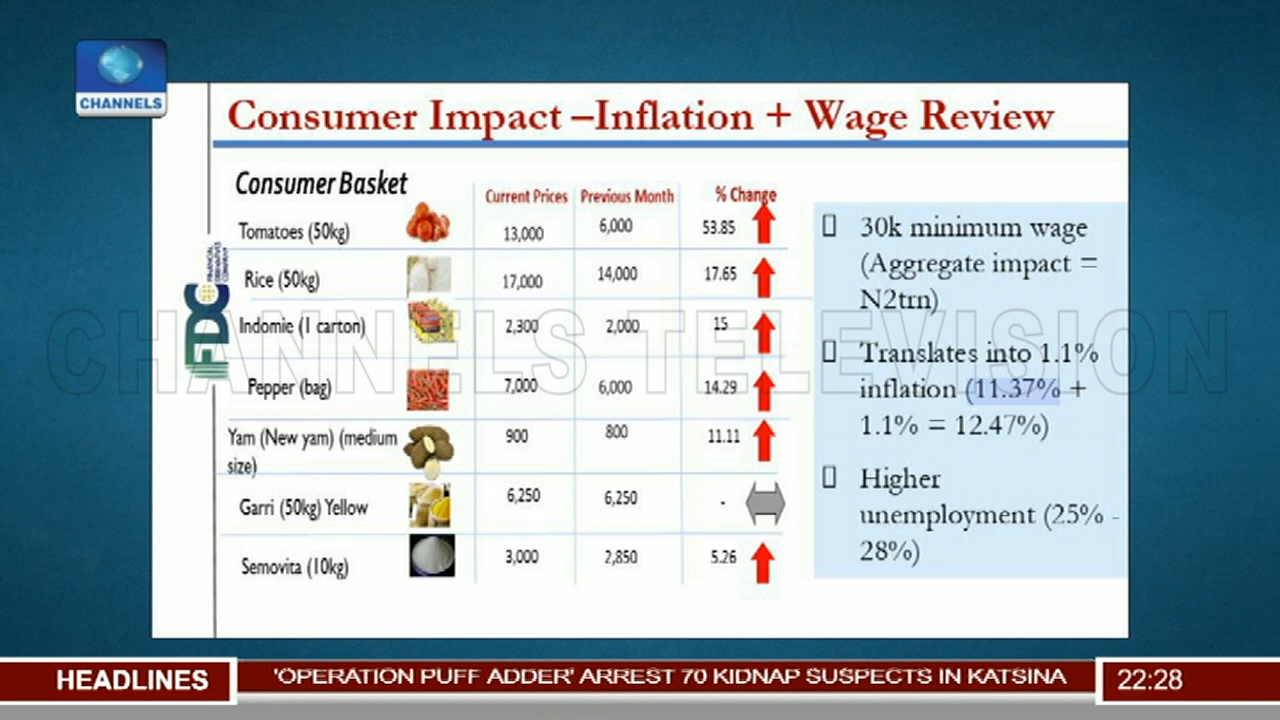 CHANNELS
Consumer Impact –Inflation + Wage Review
Consumer Basket
Current Prices Previous Month % Change
Tomatoes (50kg) 13,000 6,000 53.85
Rice (50kg) 17,000 14,000 17.65
Indomie (1 carton) 2,300 2,000 15
Pepper (bag) 7,000 6,000 14.29
Yam (New yam) (medium
size) 900 800 11.11
Garri (50kg) Yellow 6,250 6,250 -
Semovita (10kg) 3,000 2,850 5.26
30k minimum wage
(Aggregate impact =
N2trn)
Translates into 1.1%
inflation (11.37% +
1.1% = 12.47%)
Higher
unemployment (25% -
28%)
FDC
FINANCIAL
DERIVATIVES
COMPANY
CHANNELS TELEVISION
HEADLINES
'OPERATION PUFF ADDER' ARREST 70 KIDNAP SUSPECTS IN KATSINA
22:28